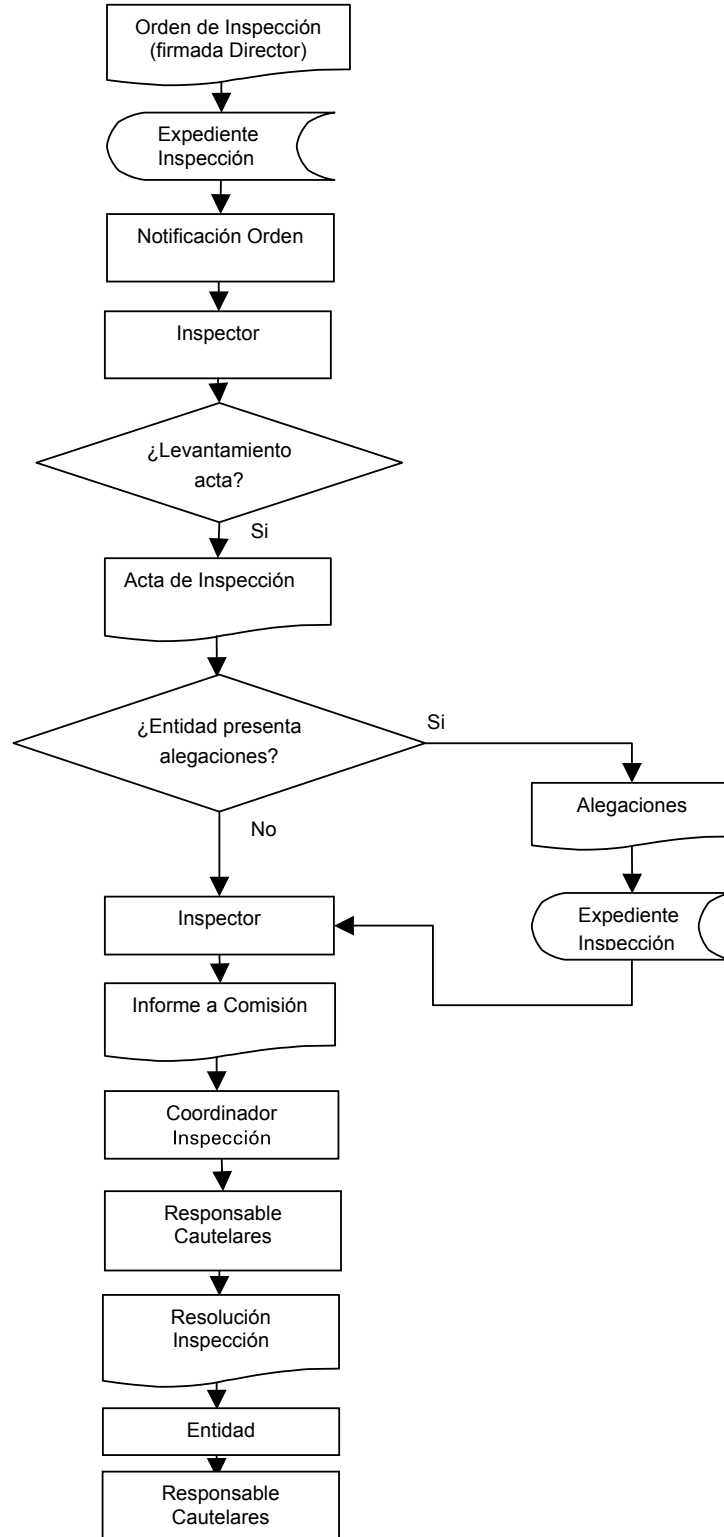 Orden de Inspección
(firmada Director)
Expediente
Inspección
Notificación Orden
Inspector
¿Levantamiento
acta?
Si
Acta de Inspección
¿Entidad presenta
alegaciones?
Si
No
Alegaciones
Expediente
Inspección
Inspector
Informe a Comisión
Coordinador
Inspección
Responsable
Cautelares
Resolución
Inspección
Entidad
Responsable
Cautelares